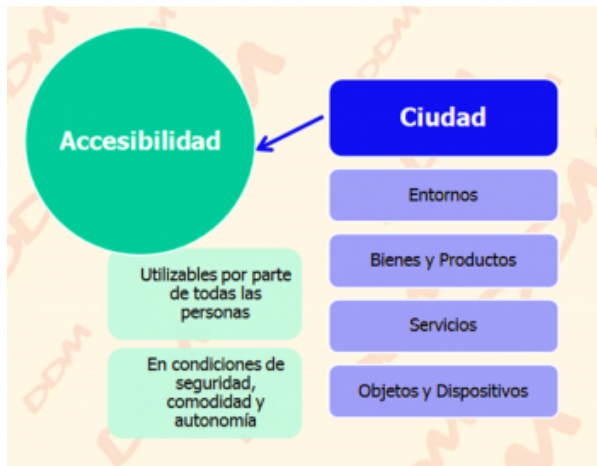 Accesibilidad
Utilizables por parte
de todas las
personas
En condiciones de
seguridad,
comodidad y
autonomía
Ciudad
Entornos
Bienes y Productos
Servicios
Objetos y Dispositivos
DDM